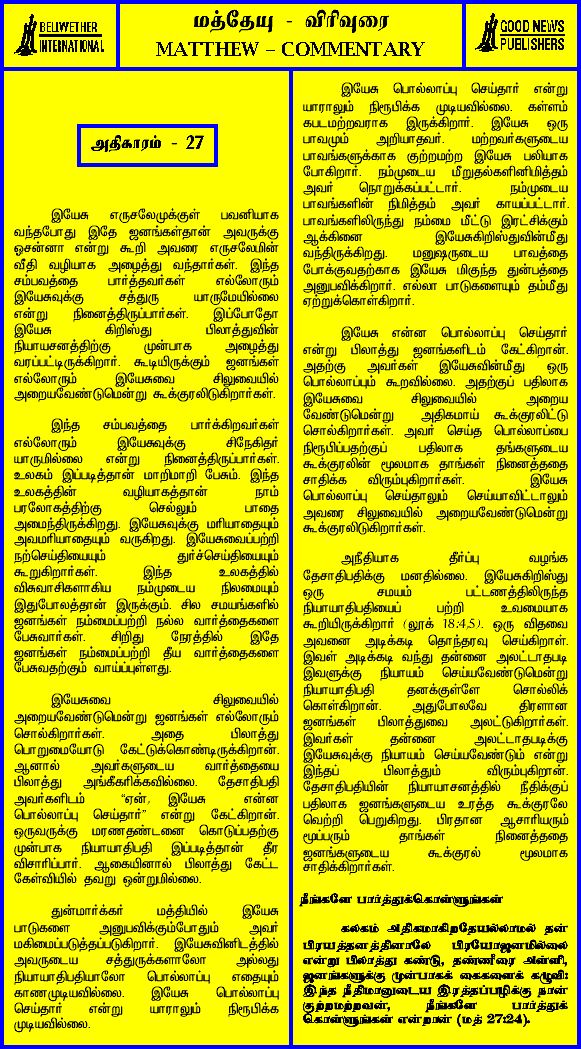 BELLWETHER
INTERNATIONAL
மத்தேயு - விரிவுரை
MATTHEW – COMMENTARY
GOOD NEWS
PUBLISHERS
அதிகாரம் - 27
இயேசு எருசலேமுக்குள் பவனியாக
வந்தபோது இதே ஜனங்கள்தான் அவருக்கு
ஓசன்னா என்று கூறி அவரை எருசலேமின்
வீதி வழியாக அழைத்து வந்தார்கள். இந்த
சம்பவத்தை பார்த்தவர்கள் எல்லோரும்
இயேசுவுக்கு சத்துரு யாருமேயில்லை
என்று நினைத்திருப்பார்கள். இப்போதோ
இயேசு கிறிஸ்து பிலாத்துவின்
நியாயசனத்திற்கு முன்பாக அழைத்து
வரப்பட்டிருக்கிறார். கூடியிருக்கும் ஜனங்கள்
எல்லோரும் இயேசுவை சிலுவையில்
அறையவேண்டுமென்று கூக்குரலிடுகிறார்கள்.
இந்த சம்பவத்தை பார்க்கிறவர்கள்
எல்லோரும் இயேசுவுக்கு சிநேகிதர்
யாருமில்லை என்று நினைத்திருப்பார்கள்.
உலகம் இப்படித்தான் மாறிமாறி பேசும். இந்த
உலகத்தின் வழியாகத்தான் நாம்
பரலோகத்திற்கு செல்லும் பாதை
அமைந்திருக்கிறது. இயேசுவுக்கு மரியாதையும்
அவமரியாதையும் வருகிறது. இயேசுவைப்பற்றி
நற்செய்தியையும் துர்ச்செய்தியையும்
கூறுகிறார்கள். இந்த உலகத்தில்
விசுவாசிகளாகிய நம்முடைய நிலமையும்
இதுபோலத்தான் இருக்கும். சில சமயங்களில்
ஜனங்கள் நம்மைப்பற்றி நல்ல வார்த்தைகளை
பேசுவார்கள். சிறிது நேரத்தில் இதே
ஜனங்கள் நம்மைப்பற்றி தீய வார்த்தைகளை
பேசுவதற்கும் வாய்ப்புள்ளது.
இயேசுவை சிலுவையில்
அறையவேண்டுமென்று ஜனங்கள் எல்லோரும்
சொல்கிறார்கள். அதை பிலாத்து
பொறுமையோடு கேட்டுக்கொண்டிருக்கிறான்.
ஆனால் அவர்களுடைய வார்த்தையை
பிலாத்து அங்கீகரிக்கவில்லை. தேசாதிபதி
அவர்களிடம் "ஏன், இயேசு என்ன
பொல்லாப்பு செய்தார்" என்று கேட்கிறான்.
ஒருவருக்கு மரணதண்டனை கொடுப்பதற்கு
முன்பாக நியாயாதிபதி இப்படித்தான் தீர
விசாரிப்பார். ஆகையினால் பிலாத்து கேட்ட
கேள்வியில் தவறு ஒன்றுமில்லை.
துன்மார்க்கர் மத்தியில் இயேசு
பாடுகளை அனுபவிக்கும்போதும் அவர்
மகிமைப்படுத்தப்படுகிறார். இயேசுவினிடத்தில்
அவருடைய சத்துருக்களாலோ அல்லது
நியாயாதிபதியாலோ பொல்லாப்பு எதையும்
காணமுடியவில்லை. இயேசு பொல்லாப்பு
செய்தார் என்று யாராலும் நிரூபிக்க
முடியவில்லை.
இயேசு பொல்லாப்பு செய்தார் என்று
யாராலும் நிரூபிக்க முடியவில்லை. கள்ளம்
கபடமற்றவராக இருக்கிறார். இயேசு ஒரு
பாவமும் அறியாதவர். மற்றவர்களுடைய
பாவங்களுக்காக குற்றமற்ற இயேசு பலியாக
போகிறார். நம்முடைய மீறுதல்களினிமித்தம்
அவர் நொறுக்கப்பட்டார். நம்முடைய
பாவங்களின் நிமித்தம் அவர் காயப்பட்டார்.
பாவங்களிலிருந்து நம்மை மீட்டு இரட்சிக்கும்
ஆக்கினை இயேசுகிறிஸ்துவின்மீது
வந்திருக்கிறது. மனுஷருடைய பாவத்தை
போக்குவதற்காக இயேசு மிகுந்த துன்பத்தை
அனுபவிக்கிறார். எல்லா பாடுகளையும் தம்மீது
ஏற்றுக்கொள்கிறார்.
இயேசு என்ன பொல்லாப்பு செய்தார்
என்று பிலாத்து ஜனங்களிடம் கேட்கிறான்.
அதற்கு அவர்கள் இயேசுவின்மீது ஒரு
பொல்லாப்பும் கூறவில்லை. அதற்குப் பதிலாக
இயேசுவை சிலுவையில் அறைய
வேண்டுமென்று அதிகமாய் கூக்குரலிட்டு
சொல்கிறார்கள். அவர் செய்த பொல்லாப்பை
நிரூபிப்பதற்குப் பதிலாக தங்களுடைய
கூக்குரலின் மூலமாக தாங்கள் நினைத்ததை
சாதிக்க விரும்புகிறார்கள். இயேசு
பொல்லாப்பு செய்தாலும் செய்யாவிட்டாலும்
அவரை சிலுவையில் அறையவேண்டுமென்று
கூக்குரலிடுகிறார்கள்.
அநீதியாக தீர்ப்பு வழங்க
தேசாதிபதிக்கு மனதில்லை. இயேசுகிறிஸ்து
ஒரு சமயம் பட்டணத்திலிருந்த
நியாயாதிபதியைப் பற்றி உவமையாக
கூறியிருக்கிறார் (லூக் 18:4,5). ஒரு விதவை
அவனை அடிக்கடி தொந்தரவு செய்கிறாள்.
இவள் அடிக்கடி வந்து தன்னை அலட்டாதபடி
இவளுக்கு நியாயம் செய்யவேண்டுமென்று
நியாயாதிபதி தனக்குள்ளே சொல்லிக்
கொள்கிறான். அதுபோலவே திரளான
ஜனங்கள் பிலாத்துவை அலட்டுகிறார்கள்.
இவர்கள் தன்னை அலட்டாதபடிக்கு
இயேசுவுக்கு நியாயம் செய்யவேண்டும் என்று
இந்தப் பிலாத்தும் விரும்புகிறான்.
தேசாதிபதியின் நியாயாசனத்தில் நீதிக்குப்
பதிலாக ஜனங்களுடைய உரத்த கூக்குரலே
வெற்றி பெறுகிறது. பிரதான ஆசாரியரும்
மூப்பரும் தாங்கள் நினைத்ததை
ஜனங்களுடைய கூக்குரல் மூலமாக
சாதிக்கிறார்கள்.
நீங்களே பார்த்துக்கொள்ளுங்கள்
கலகம் அதிகமாகிறதேயல்லாமல் தன்
பிரயத்தனத்தினாலே பிரயோஜனமில்லை
என்று பிலாத்து கண்டு, தண்ணீரை அள்ளி,
ஜனங்களுக்கு முன்பாகக் கைகளைக் கழுவி:
இந்த நீதிமானுடைய இரத்தப்பழிக்கு நான்
குற்றமற்றவன், நீங்களே பார்த்துக்
கொள்ளுங்கள் என்றான் (மத் 27:24).